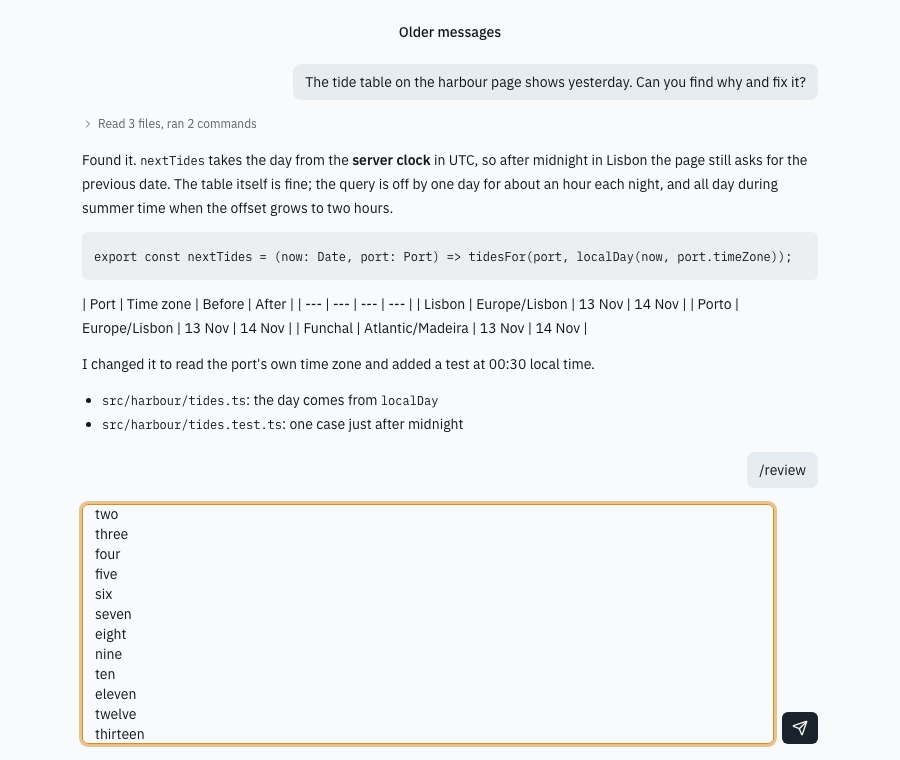 Older messages
The tide table on the harbour page shows yesterday. Can you find why and fix it?
Read 3 files, ran 2 commands
Found it. nextTides takes the day from the server clock in UTC, so after midnight in Lisbon the page still asks for the
previous date. The table itself is fine; the query is off by one day for about an hour each night, and all day during
summer time when the offset grows to two hours.
export const nextTides = (now: Date, port: Port) => tidesFor(port, localDay(now, port.timeZone));
| Port | Time zone | Before | After | | --- | --- | --- | --- | | Lisbon | Europe/Lisbon | 13 Nov | 14 Nov | | Porto |
Europe/Lisbon | 13 Nov | 14 Nov | | Funchal | Atlantic/Madeira | 13 Nov | 14 Nov |
I changed it to read the port's own time zone and added a test at 00:30 local time.
src/harbour/tides.ts: the day comes from localDay
src/harbour/tides.test.ts: one case just after midnight
/review
two
three
four
five
six
seven
eight
nine
ten
eleven
twelve
thirteen